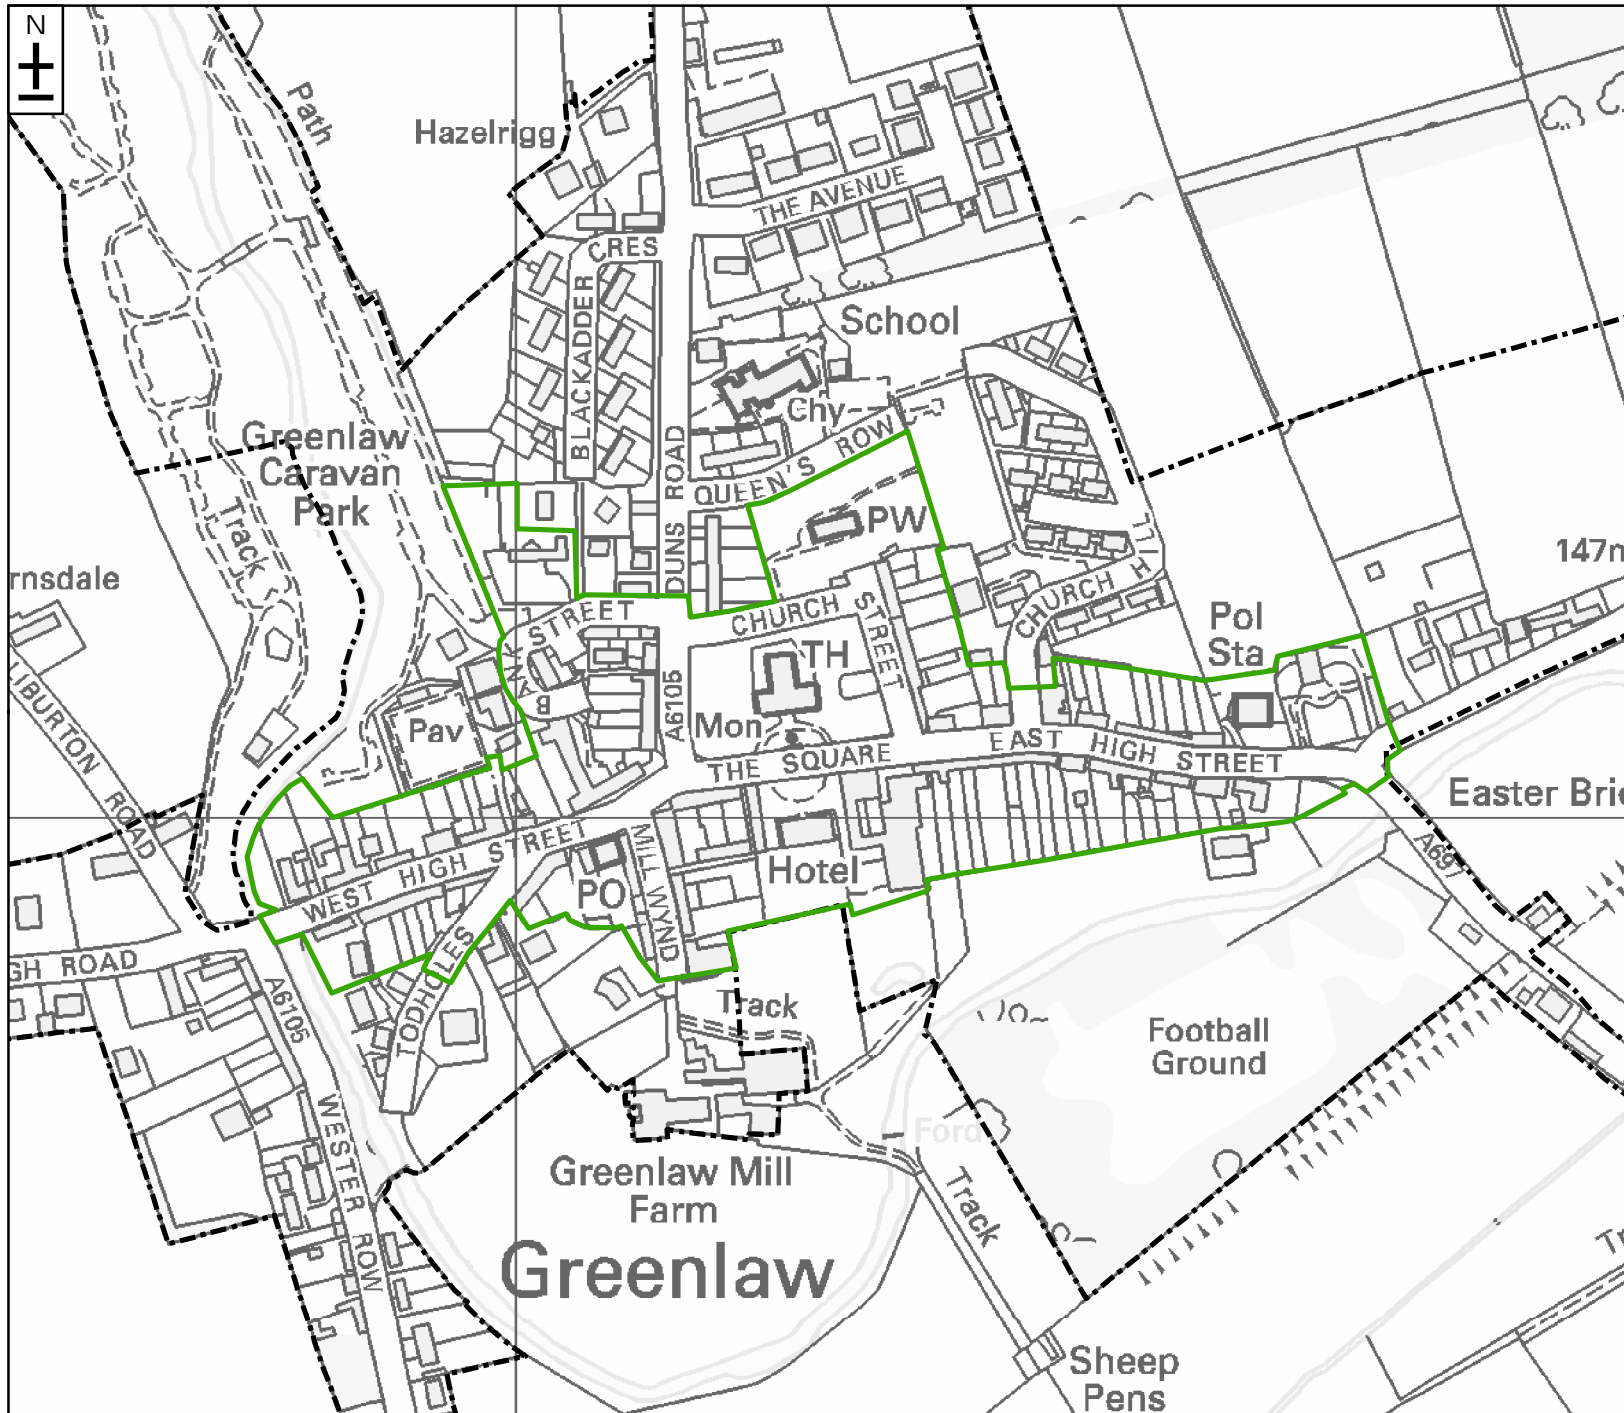 N
Path
Hazelrigg
THE AVENUE
CRES
BLACKADDER
School
Chy
DUNS ROAD
QUEEN'S ROW
Greenlaw
Caravan
Park
Track
PW
147m
rnsdale
BANK STREET
CHURCH STREET
CHURCH HILL
Pol
Sta
TH
A6105
Pav
Mon
THE SQUARE
EAST HIGH STREET
LIBURTON ROAD
Easter Bri
WEST HIGH STREET
MILL WYND
Hotel
PO
A697
TODHOLES
GH ROAD
A6105
Track
Football
Ground
WESTER ROW
Ford
Greenlaw Mill
Farm
Track
Greenlaw
Tr
Sheep
Pens